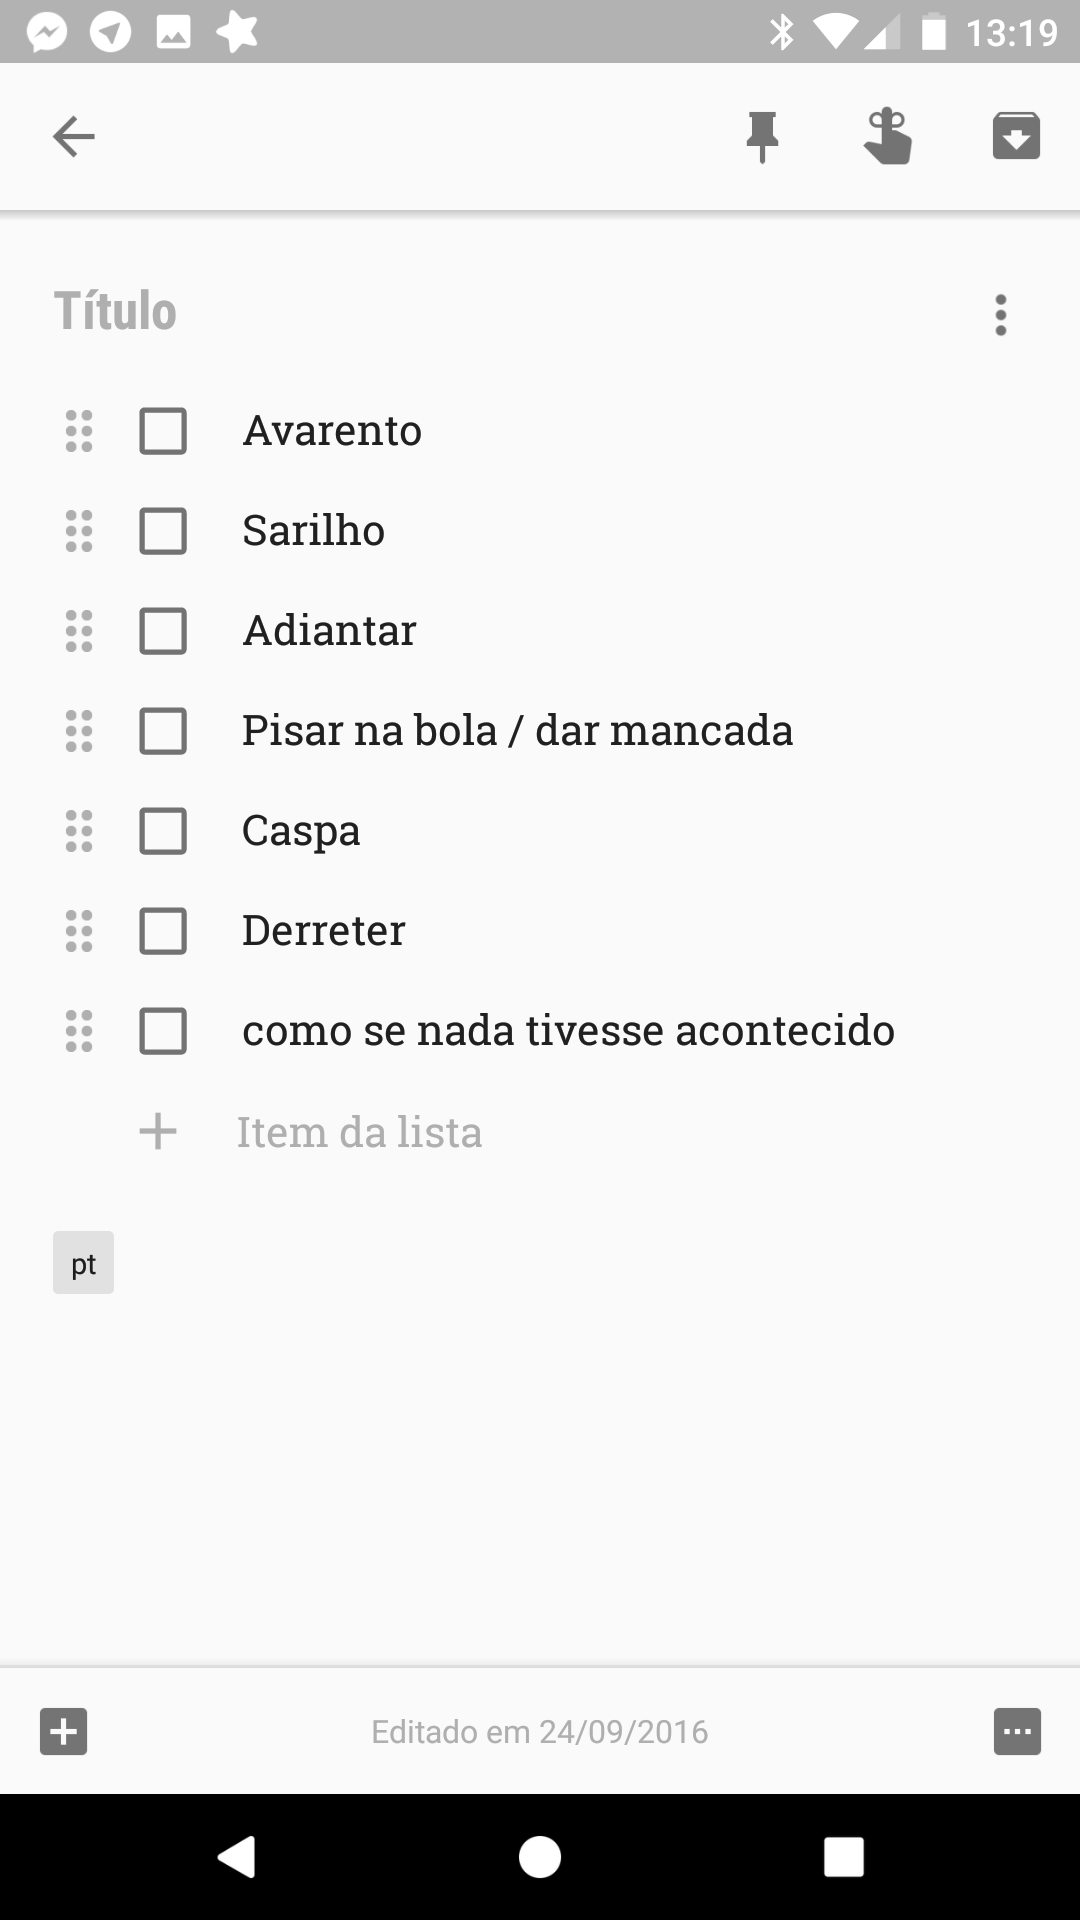 13:19
Título
Avarento
Sarilho
Adiantar
Pisar na bola / dar mancada
Caspa
Derreter
como se nada tivesse acontecido
Item da lista
pt
Editado em 24/09/2016